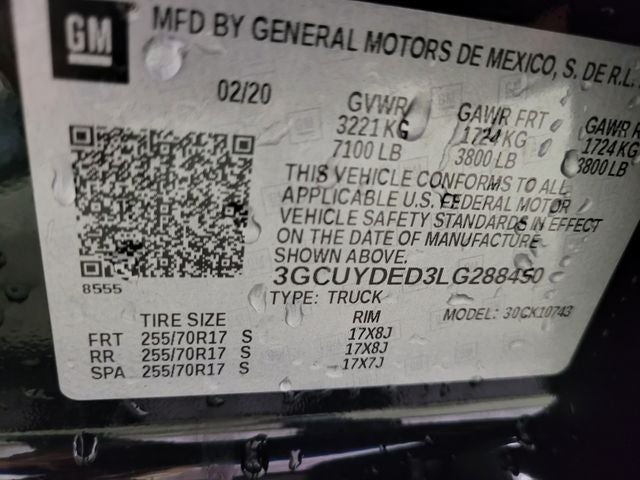 GM
MFD BY GENERAL MOTORS DE MEXICO, S. DE R.L.
02/20
GVWR GAWR FRT GAWR
3221 KG 1724 KG 1724 KG
7100 LB 3800 LB 3800 LB
THIS VEHICLE CONFORMS TO ALL
APPLICABLE U.S. FEDERAL MOTOR
VEHICLE SAFETY STANDARDS IN EFFECT
ON THE DATE OF MANUFACTURE
SHOWN ABOVE.
8555
3GCUYDED3LG288450
TYPE: TRUCK MODEL: 30CK10743
TIRE SIZE RIM
FRT 255/70R17 S 17X8J
RR 255/70R17 S 17X8J
SPA 255/70R17 S 17X7J